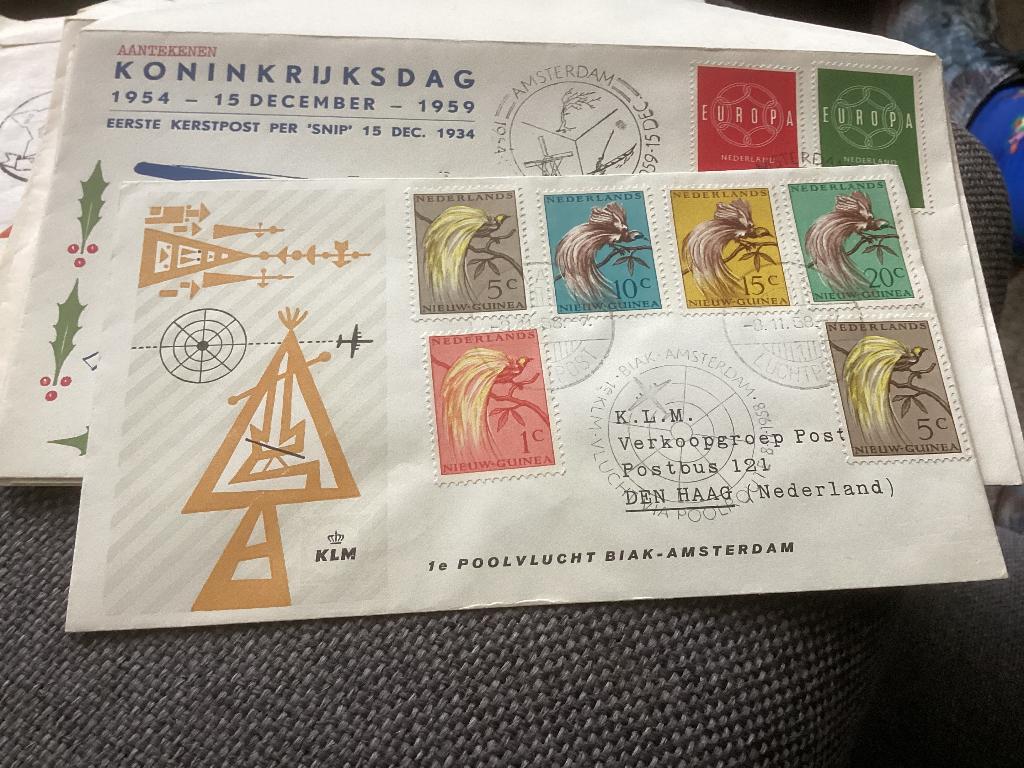 AANTEKENEN
KONINKRIJKSDAG
1954 – 15 DECEMBER – 1959
EERSTE KERSTPOST PER 'SNIP' 15 DEC. 1934
AMSTERDAM
EUROPA
NEDERLAND
EUROPA
NEDERLAND
NEDERLANDS
5c
NIEUW-GUINEA
NEDERLANDS
10c
NIEUW-GUINEA
NEDERLANDS
15c
NIEUW-GUINEA
NEDERLANDS
20c
NIEUW-GUINEA
NEDERLANDS
1c
NIEUW-GUINEA
NEDERLANDS
5c
NIEUW-GUINEA
BIAK-AMSTERDAM
K.L.M.
Verkoopgroep Post
Postbus 121
DEN HAAG (Nederland)
KLM
1e POOLVLUCHT BIAK-AMSTERDAM